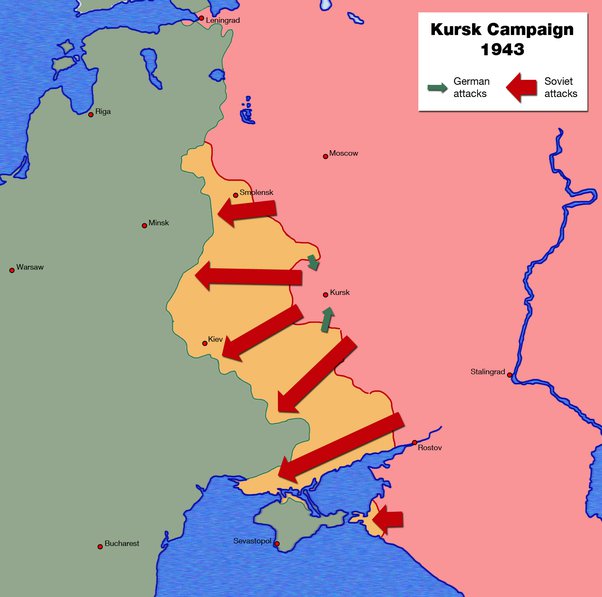 Kursk Campaign
1943
German
attacks
Soviet
attacks
Leningrad
Riga
Moscow
Smolensk
Minsk
Warsaw
Kursk
Kiev
Stalingrad
Rostov
Sevastopol
Bucharest